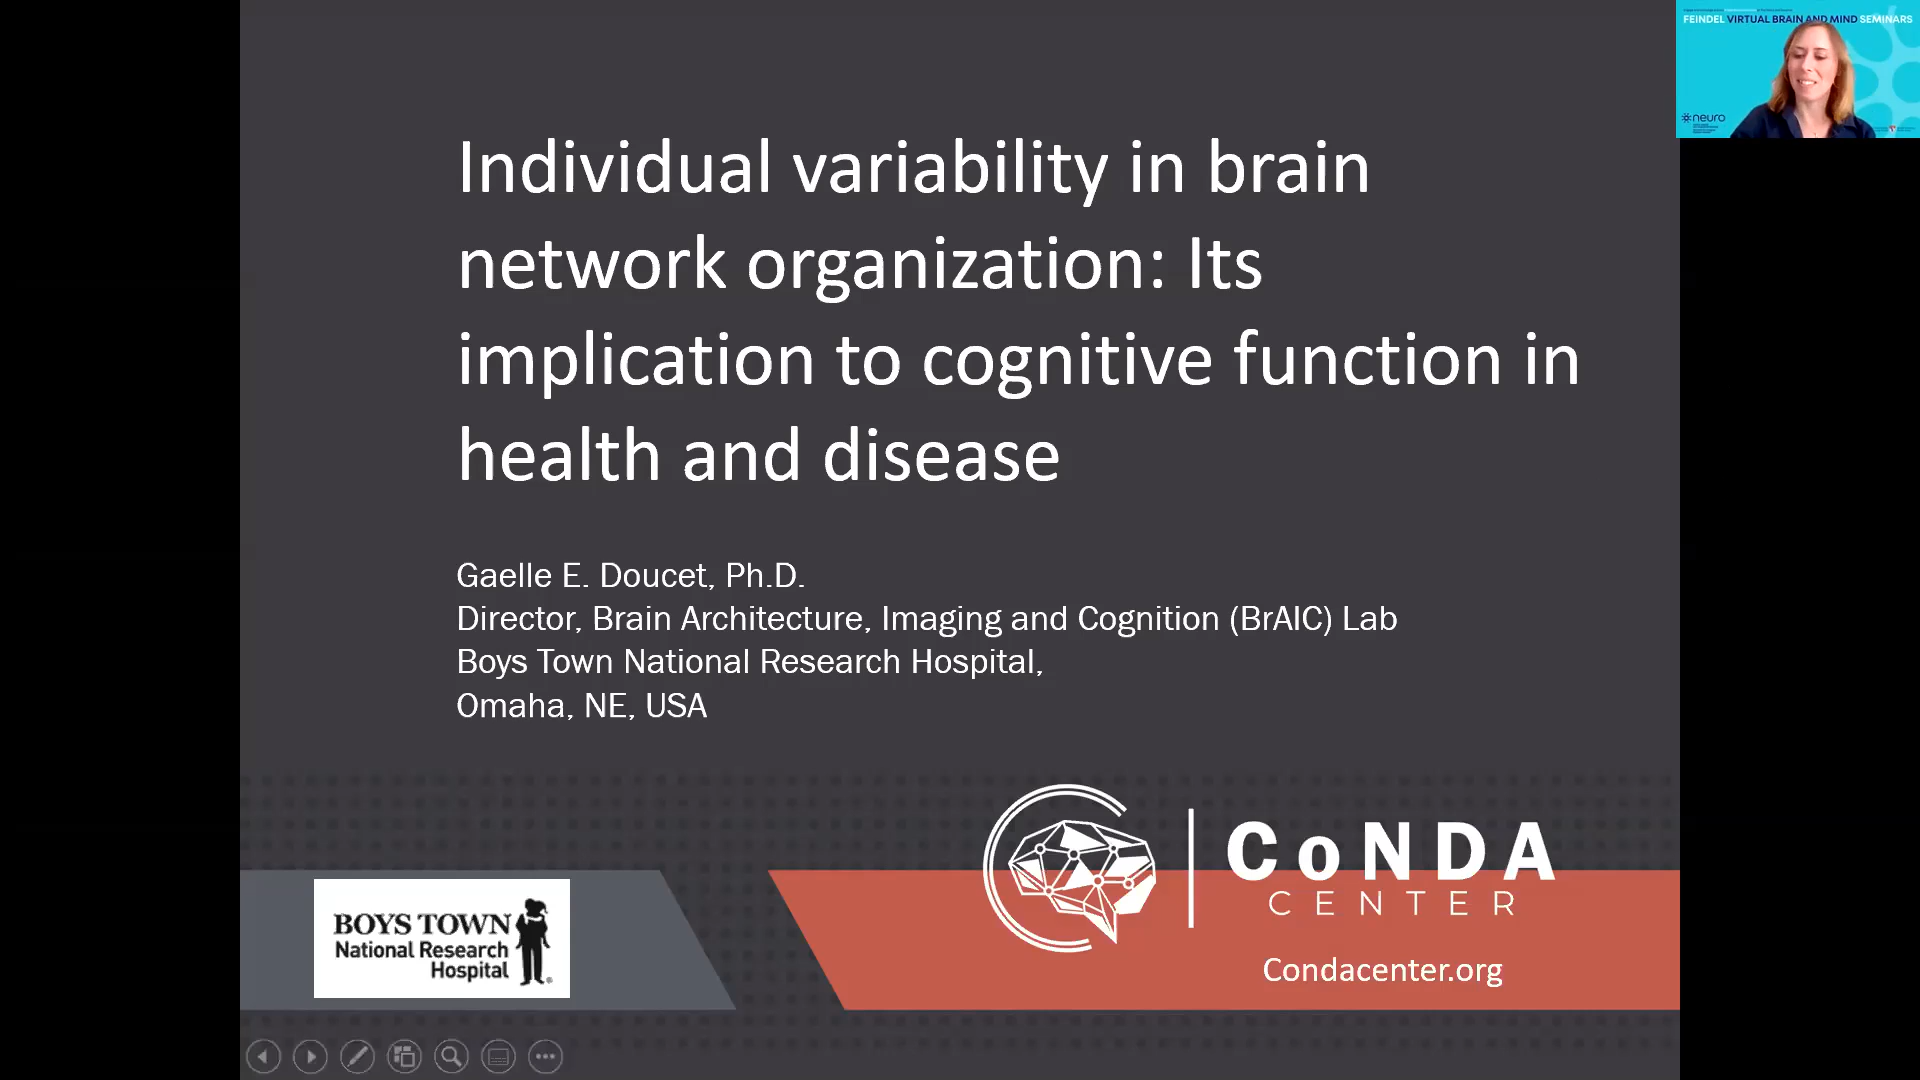 Individual variability in brain
network organization: Its
implication to cognitive function in
health and disease
Gaelle E. Doucet, Ph.D.
Director, Brain Architecture, Imaging and Cognition (BrAIC) Lab
Boys Town National Research Hospital,
Omaha, NE, USA
BOYS TOWN
National Research
Hospital
CoNDA
CENTER
Condacenter.org
FEINDEL VIRTUAL BRAIN AND MIND SEMINARS
neuro